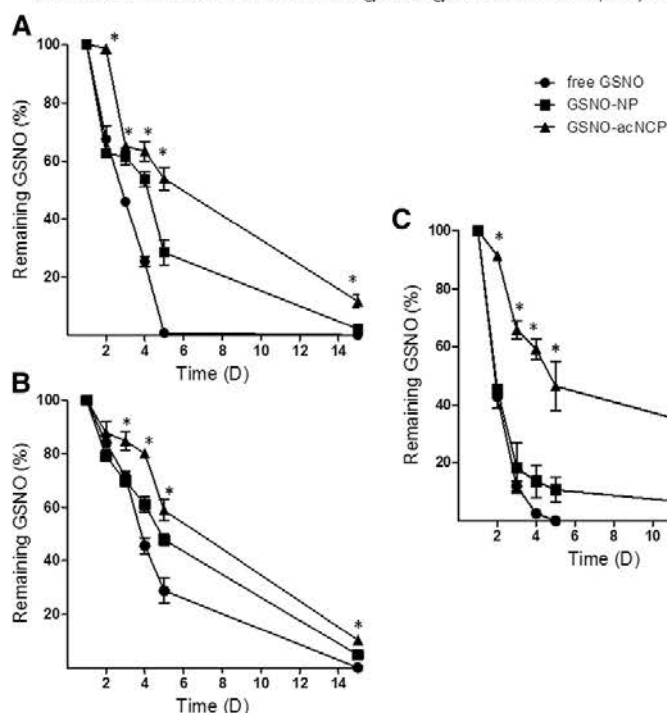 A
Remaining GSNO (%)
100
80
60
40
20
* * * * *
2 4 6 8 10 12 14
Time (D)
free GSNO
GSNO-NP
GSNO-acNCP
B
Remaining GSNO (%)
100
80
60
40
20
* * * *
2 4 6 8 10 12 14
Time (D)
C
Remaining GSNO (%)
100
80
60
40
20
* * * *
2 4 6 8 10
Time (D)